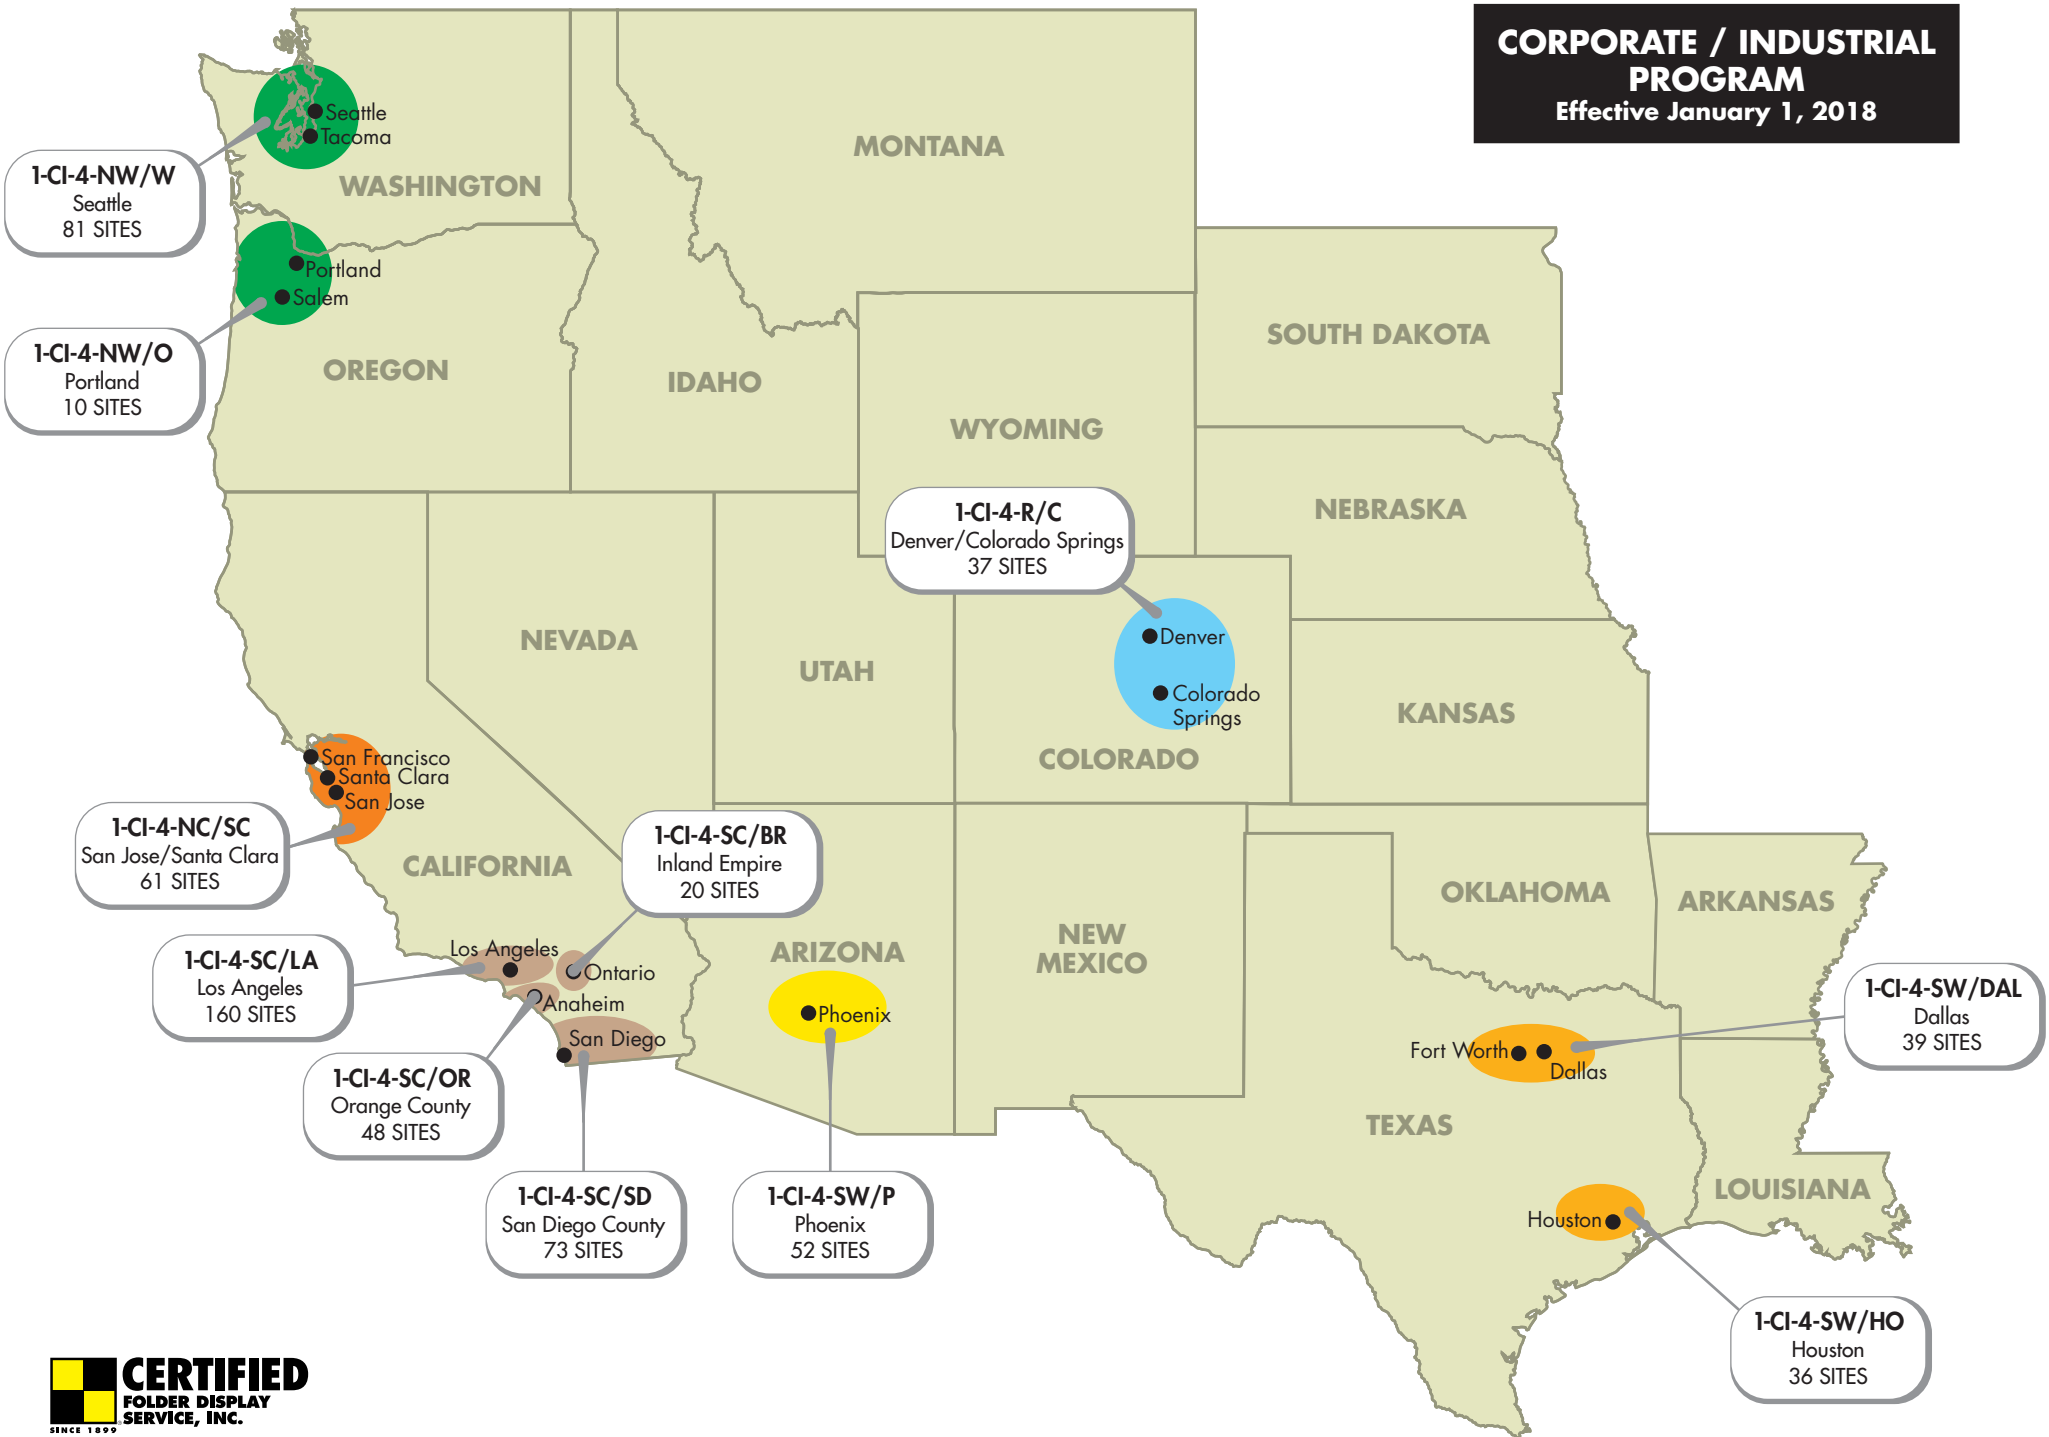 CORPORATE / INDUSTRIAL
PROGRAM
Effective January 1, 2018
Seattle
Tacoma
MONTANA
1-CI-4-NW/W
Seattle
81 SITES
WASHINGTON
Portland
Salem
1-CI-4-NW/O
Portland
10 SITES
OREGON
IDAHO
SOUTH DAKOTA
WYOMING
NEBRASKA
1-CI-4-R/C
Denver/Colorado Springs
37 SITES
NEVADA
UTAH
Denver
Colorado
Springs
COLORADO
KANSAS
San Francisco
Santa Clara
San Jose
1-CI-4-NC/SC
San Jose/Santa Clara
61 SITES
CALIFORNIA
1-CI-4-SC/BR
Inland Empire
20 SITES
OKLAHOMA
ARKANSAS
NEW
MEXICO
ARIZONA
Los Angeles
Ontario
Anaheim
San Diego
1-CI-4-SC/LA
Los Angeles
160 SITES
Phoenix
1-CI-4-SW/DAL
Dallas
39 SITES
Fort Worth
Dallas
1-CI-4-SC/OR
Orange County
48 SITES
TEXAS
1-CI-4-SC/SD
San Diego County
73 SITES
1-CI-4-SW/P
Phoenix
52 SITES
LOUISIANA
Houston
1-CI-4-SW/HO
Houston
36 SITES
CERTIFIED
FOLDER DISPLAY
SERVICE, INC.
SINCE 1899